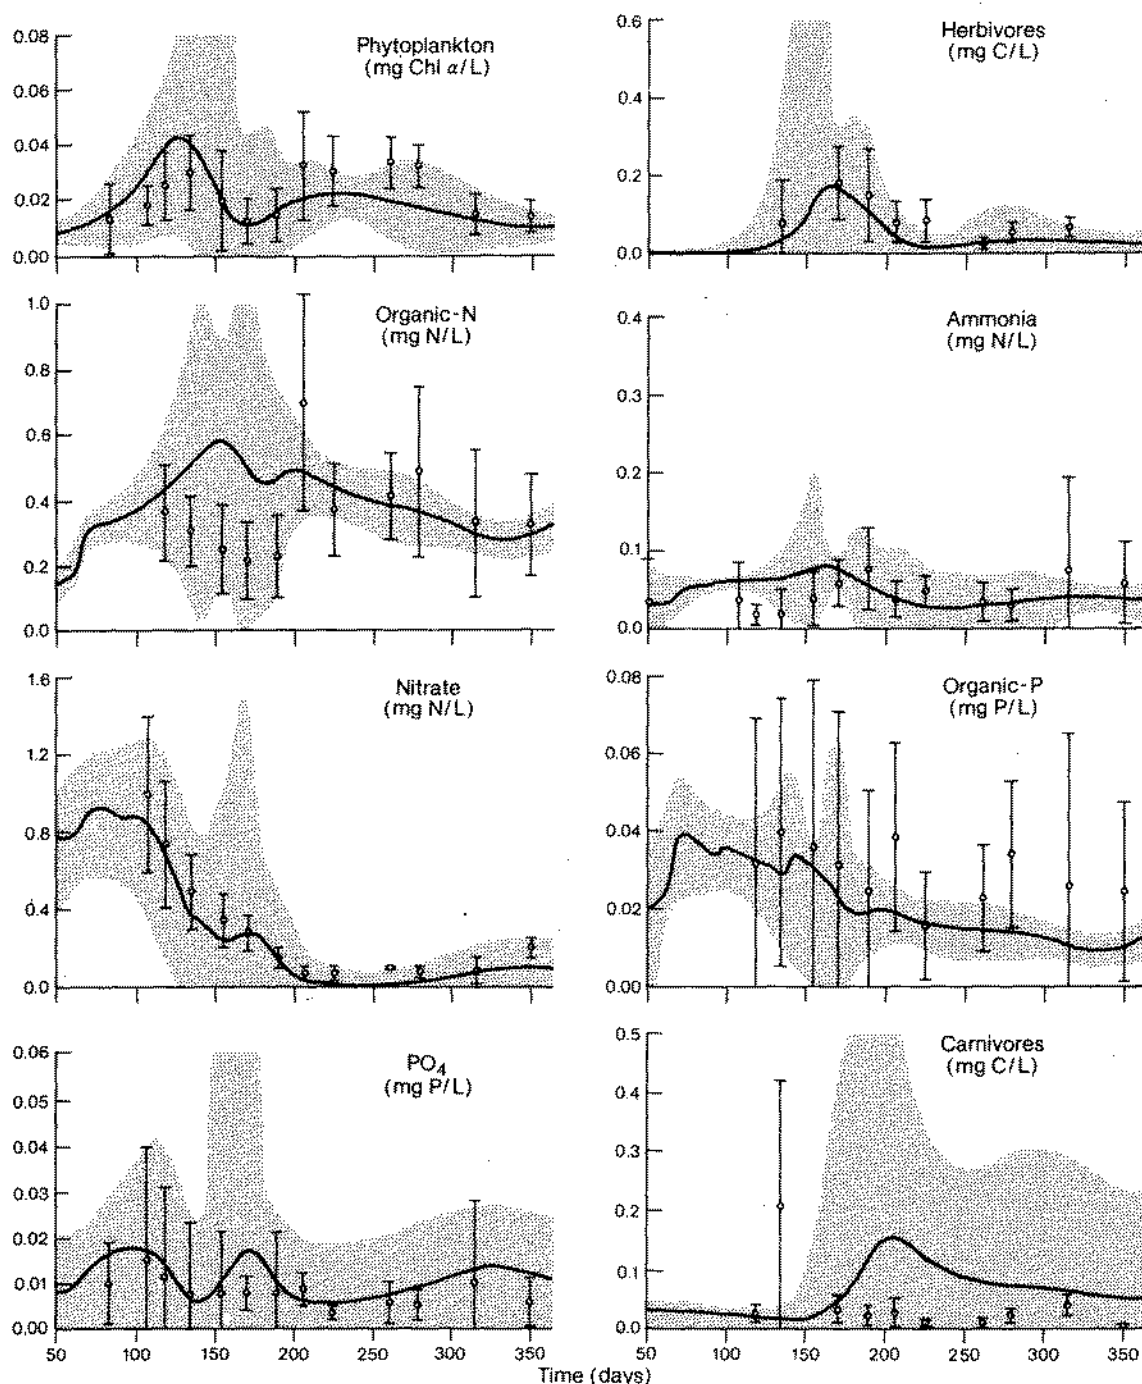 0.08
0.06
0.04
0.02
0.00
Phytoplankton
(mg Chl α/L)
0.6
0.4
0.2
0.0
Herbivores
(mg C/L)
1.0
0.8
0.6
0.4
0.2
0.0
Organic-N
(mg N/L)
0.4
0.3
0.2
0.1
0.0
Ammonia
(mg N/L)
1.6
1.2
0.8
0.4
0.0
Nitrate
(mg N/L)
0.08
0.06
0.04
0.02
0.00
Organic-P
(mg P/L)
0.06
0.05
0.04
0.03
0.02
0.01
0.00
PO4
(mg P/L)
0.5
0.4
0.3
0.2
0.1
0.0
Carnivores
(mg C/L)
50 100 150 200 250 300 350
50 100 150 200 250 300 350
Time (days)